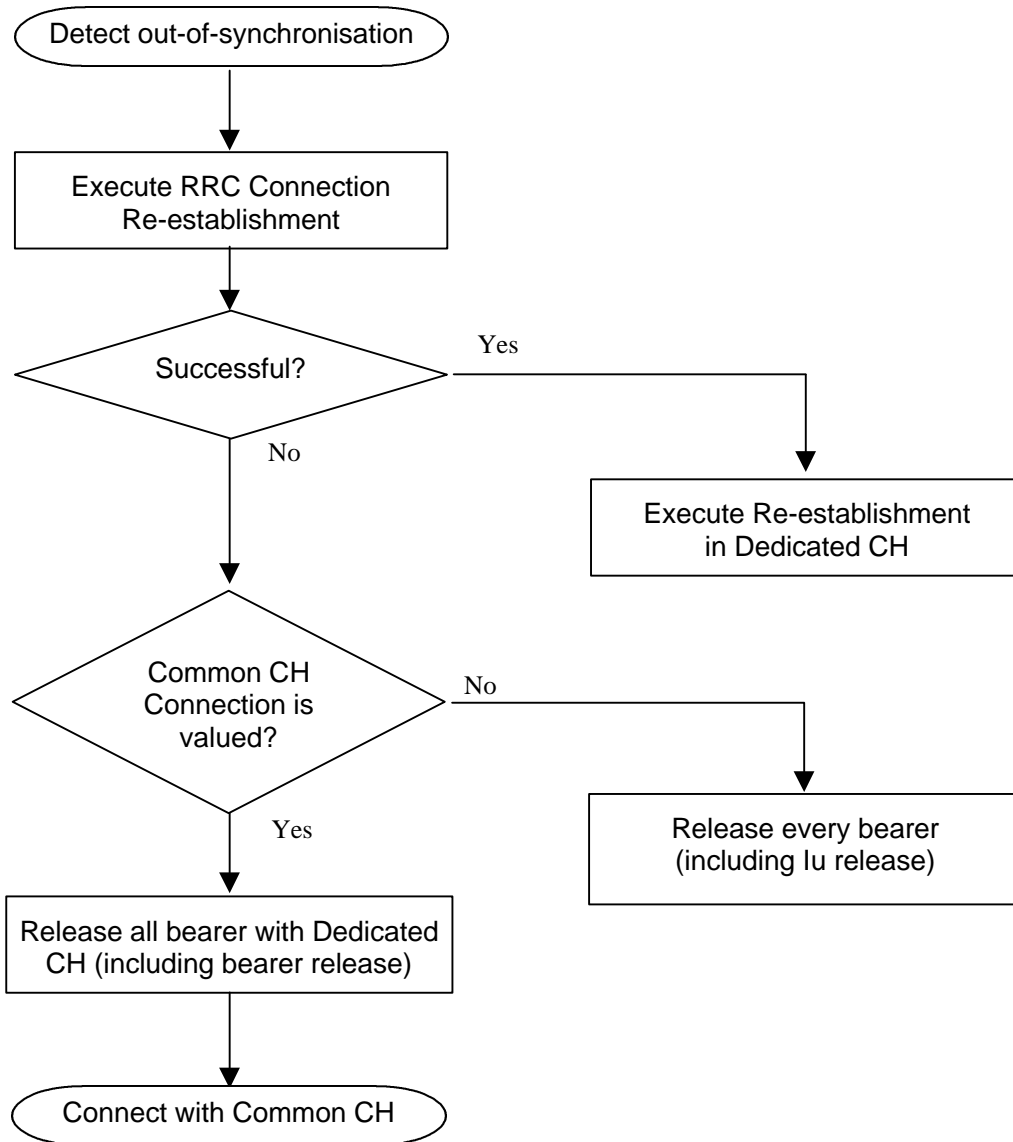 Detect out-of-synchronisation
Execute RRC Connection
Re-establishment
Successful?
Yes
No
Execute Re-establishment
in Dedicated CH
Common CH
Connection is
valued?
No
Yes
Release every bearer
(including Iu release)
Release all bearer with Dedicated
CH (including bearer release)
Connect with Common CH